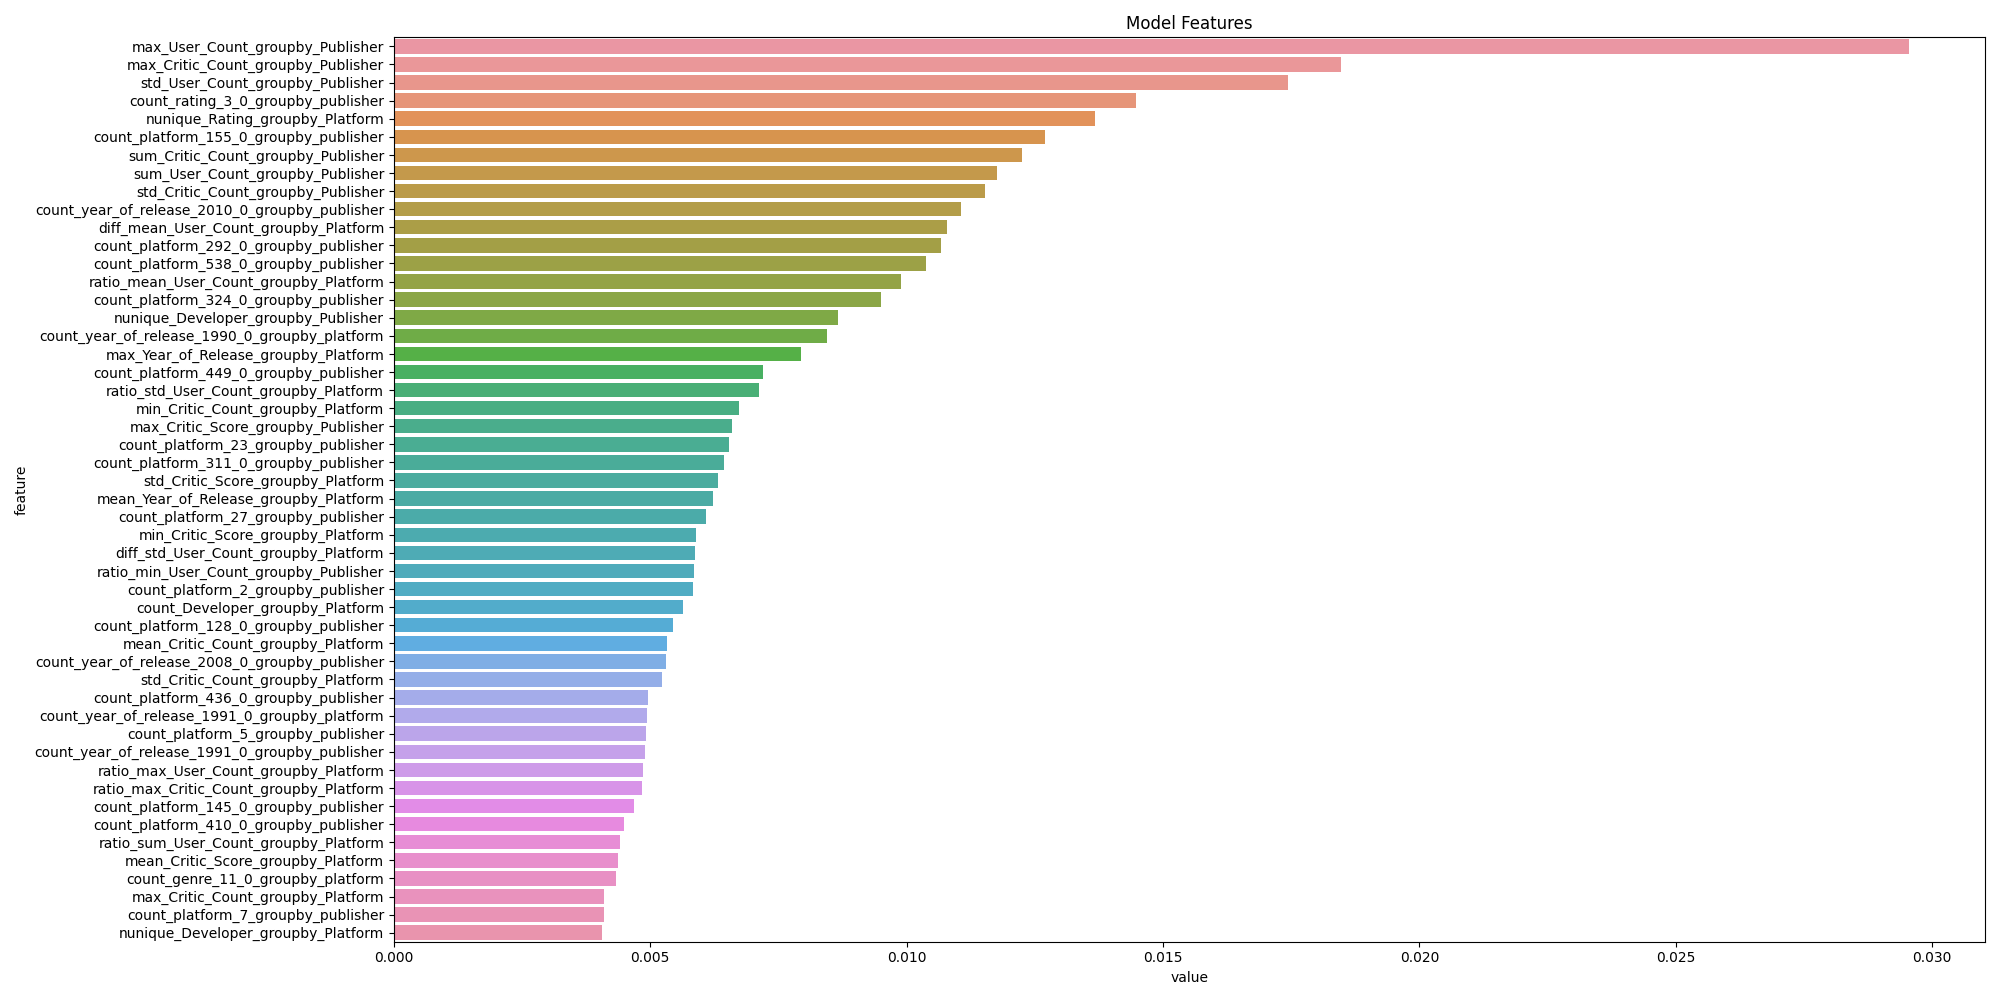 Model Features
max_User_Count_groupby_Publisher
max_Critic_Count_groupby_Publisher
std_User_Count_groupby_Publisher
count_rating_3_0_groupby_publisher
nunique_Rating_groupby_Platform
count_platform_155_0_groupby_publisher
sum_Critic_Count_groupby_Publisher
sum_User_Count_groupby_Publisher
std_Critic_Count_groupby_Publisher
count_year_of_release_2010_0_groupby_publisher
diff_mean_User_Count_groupby_Platform
count_platform_292_0_groupby_publisher
count_platform_538_0_groupby_publisher
ratio_mean_User_Count_groupby_Platform
count_platform_324_0_groupby_publisher
nunique_Developer_groupby_Publisher
count_year_of_release_1990_0_groupby_platform
max_Year_of_Release_groupby_Platform
count_platform_449_0_groupby_publisher
ratio_std_User_Count_groupby_Platform
min_Critic_Count_groupby_Platform
max_Critic_Score_groupby_Publisher
count_platform_23_groupby_publisher
count_platform_311_0_groupby_publisher
std_Critic_Score_groupby_Platform
mean_Year_of_Release_groupby_Platform
count_platform_27_groupby_publisher
min_Critic_Score_groupby_Platform
diff_std_User_Count_groupby_Platform
ratio_min_User_Count_groupby_Publisher
count_platform_2_groupby_publisher
count_Developer_groupby_Platform
count_platform_128_0_groupby_publisher
mean_Critic_Count_groupby_Platform
count_year_of_release_2008_0_groupby_publisher
std_Critic_Count_groupby_Platform
count_platform_436_0_groupby_publisher
count_year_of_release_1991_0_groupby_platform
count_platform_5_groupby_publisher
count_year_of_release_1991_0_groupby_publisher
ratio_max_User_Count_groupby_Platform
ratio_max_Critic_Count_groupby_Platform
count_platform_145_0_groupby_publisher
count_platform_410_0_groupby_publisher
ratio_sum_User_Count_groupby_Platform
mean_Critic_Score_groupby_Platform
count_genre_11_0_groupby_platform
max_Critic_Count_groupby_Platform
count_platform_7_groupby_publisher
nunique_Developer_groupby_Platform
feature
0.000 0.005 0.010 0.015 0.020 0.025 0.030
value